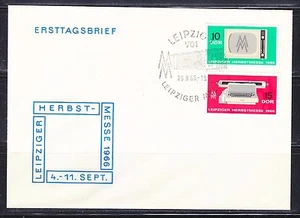 ERSTTAGSBRIEF
LEIPZIG
VOI
LEIPZIGER
10
DDR
LEIPZIGER HERBSTMESSE 1966
15
DDR
LEIPZIGER HERBSTMESSE 1966
HERBST-
MESSE 1966
LEIPZIGER
4.-11. SEPT.